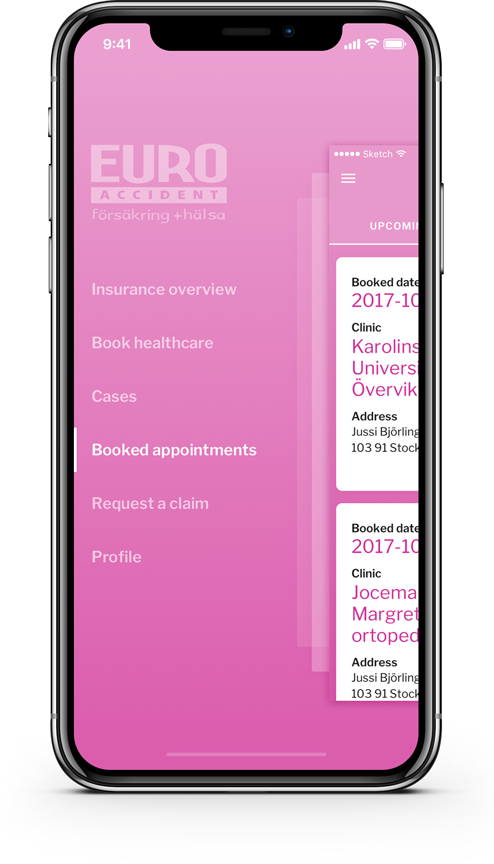 9:41
EURO
ACCIDENT
försäkring + hälsa
Insurance overview
Book healthcare
Cases
Booked appointments
Request a claim
Profile
Sketch
UPCOMIN
Booked date
2017-10
Clinic
Karolins
Universi
Övervik
Address
Jussi Björling
103 91 Stock
Booked date
2017-10
Clinic
Jocema
Margret
ortoped
Address
Jussi Björling
103 91 Stock